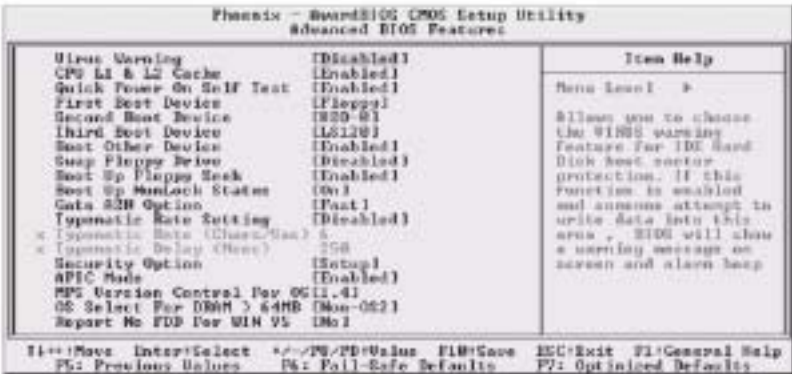 Phoenix - AwardBIOS CMOS Setup Utility
Advanced BIOS Features
Virus Warning [Disabled]
CPU L1 & L2 Cache [Enabled]
Quick Power On Self Test [Enabled]
First Boot Device [Floppy]
Second Boot Device [HDD-0]
Third Boot Device [LS120]
Boot Other Device [Enabled]
Swap Floppy Drive [Disabled]
Boot Up Floppy Seek [Enabled]
Boot Up NumLock Status [On]
Gate A20 Option [Fast]
Typematic Rate Setting [Disabled]
x Typematic Rate (Chars/Sec) 6
x Typematic Delay (Msec) 250
Security Option [Setup]
APIC Mode [Enabled]
MPS Version Control For OS[1.4]
OS Select For DRAM > 64MB [Non-OS2]
Report No FDD For WIN 95 [No]
Item Help
Menu Level ▶
Allows you to choose
the VIRUS warning
feature for IDE Hard
Disk boot sector
protection. If this
function is enabled
and someone attempt to
write data into this
area , BIOS will show
a warning message on
screen and alarm beep
↑↓→←:Move Enter:Select +/-/PU/PD:Value F10:Save ESC:Exit F1:General Help
F5: Previous Values F6: Fail-Safe Defaults F7: Optimized Defaults